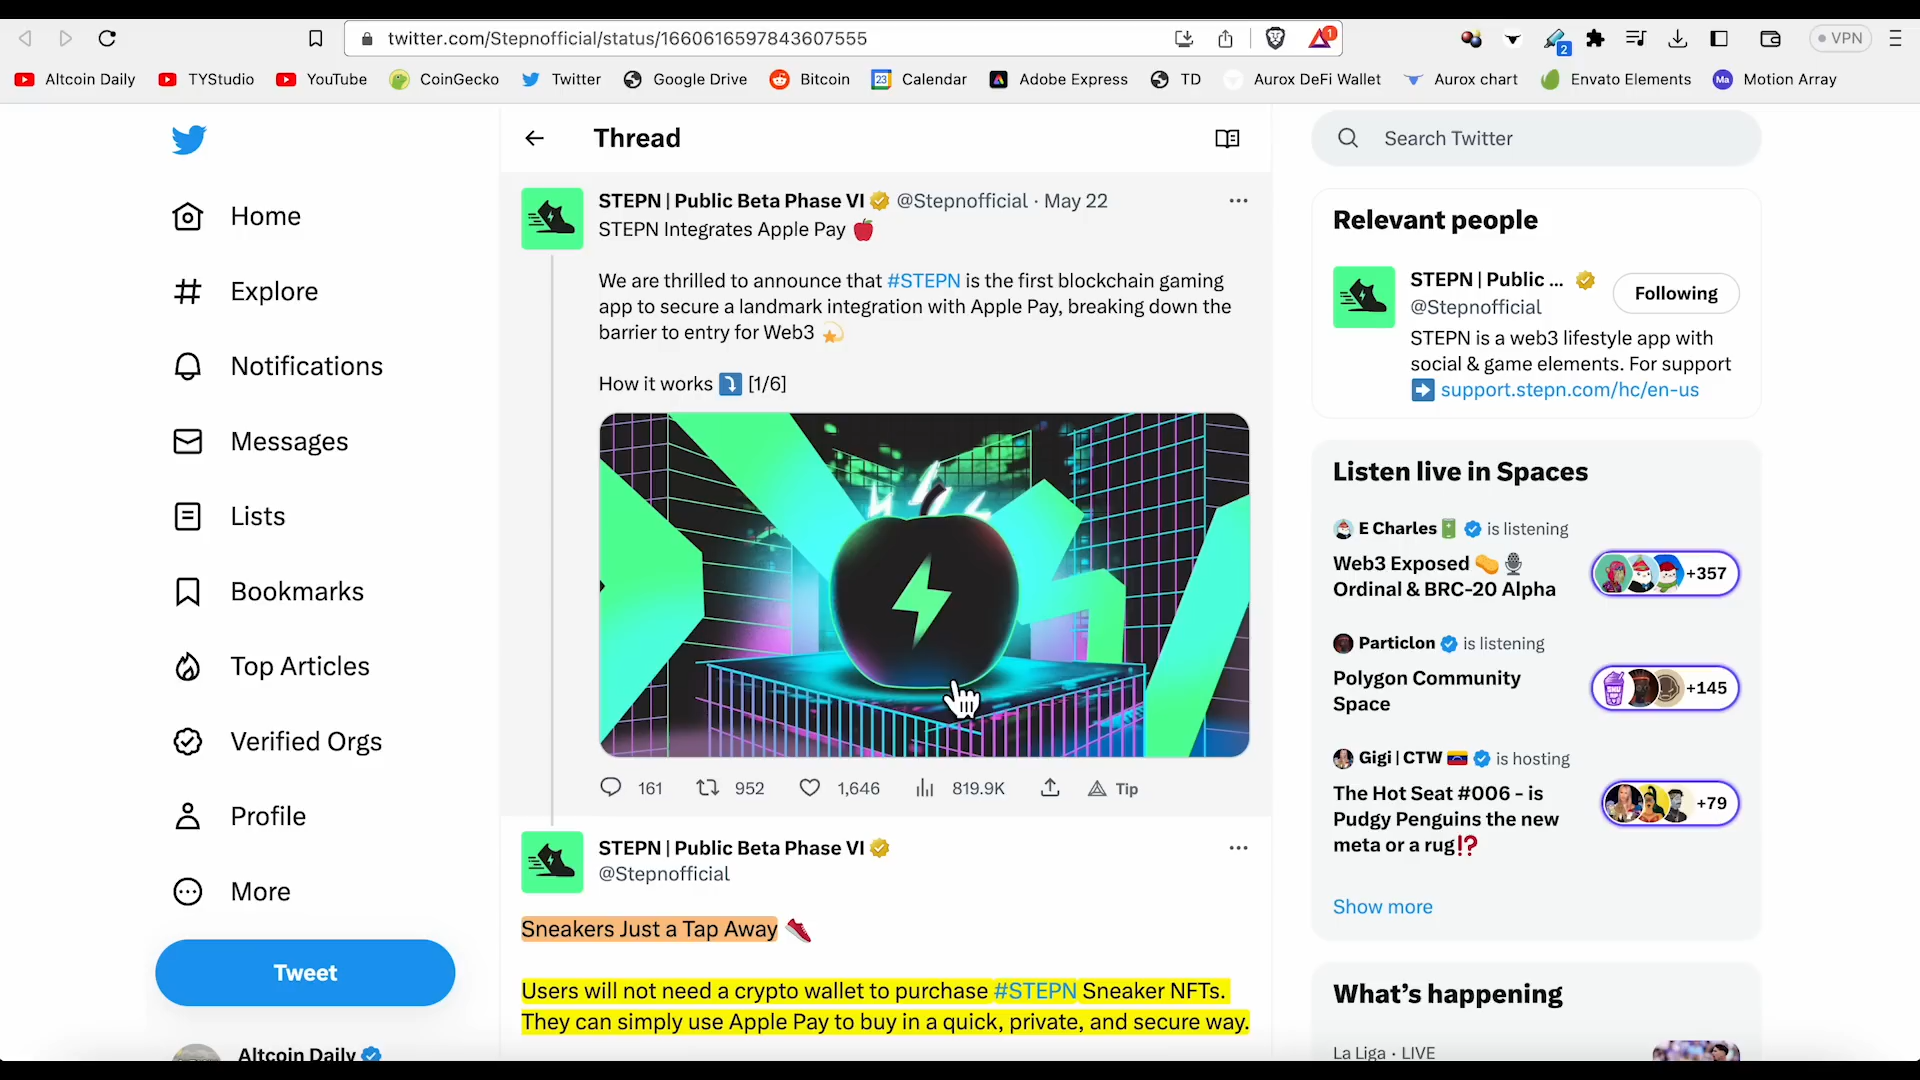 twitter.com/Stepnofficial/status/1660616597843607555
1
2
VPN
Altcoin Daily
TYStudio
YouTube
CoinGecko
Twitter
Google Drive
Bitcoin
23
Calendar
Adobe Express
TD
Aurox DeFi Wallet
Aurox chart
Envato Elements
Ma
Motion Array
Home
Explore
Notifications
Messages
Lists
Bookmarks
Top Articles
Verified Orgs
Profile
More
Tweet
Altcoin Daily
Thread
STEPN | Public Beta Phase VI @Stepnofficial · May 22
STEPN Integrates Apple Pay
We are thrilled to announce that #STEPN is the first blockchain gaming
app to secure a landmark integration with Apple Pay, breaking down the
barrier to entry for Web3
How it works [1/6]
161
952
1,646
819.9K
Tip
STEPN | Public Beta Phase VI
@Stepnofficial
Sneakers Just a Tap Away
Users will not need a crypto wallet to purchase #STEPN Sneaker NFTs.
They can simply use Apple Pay to buy in a quick, private, and secure way.
Search Twitter
Relevant people
STEPN | Public ...
@Stepnofficial
Following
STEPN is a web3 lifestyle app with
social & game elements. For support
support.stepn.com/hc/en-us
Listen live in Spaces
E Charles is listening
Web3 Exposed
Ordinal & BRC-20 Alpha
+357
Particlon is listening
Polygon Community
Space
+145
Gigi | CTW is hosting
The Hot Seat #006 - is
Pudgy Penguins the new
meta or a rug⁉
+79
Show more
What's happening
La Liga · LIVE